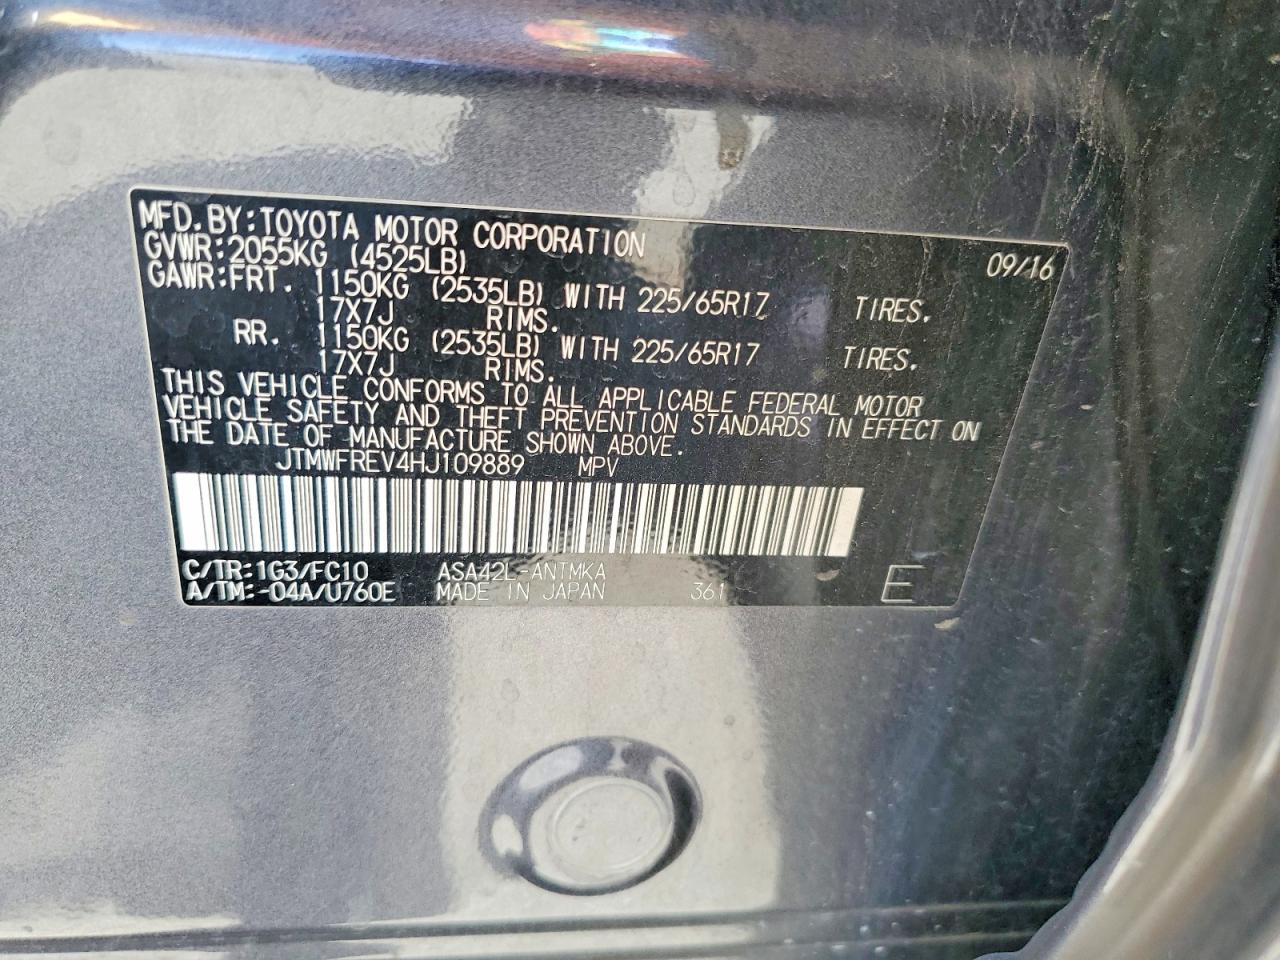 MFD.BY:TOYOTA MOTOR CORPORATION 09/16
GVWR:2055KG (4525LB)
GAWR:FRT. 1150KG (2535LB) WITH 225/65R17 TIRES.
17X7J RIMS.
RR. 1150KG (2535LB) WITH 225/65R17 TIRES.
17X7J RIMS.
THIS VEHICLE CONFORMS TO ALL APPLICABLE FEDERAL MOTOR
VEHICLE SAFETY AND THEFT PREVENTION STANDARDS IN EFFECT ON
THE DATE OF MANUFACTURE SHOWN ABOVE.
JTMWFREV4HJ109889 MPV
C/TR:1G3/FC10 ASA42L-ANTMKA
A/TM:-04A/U760E MADE IN JAPAN 361 E